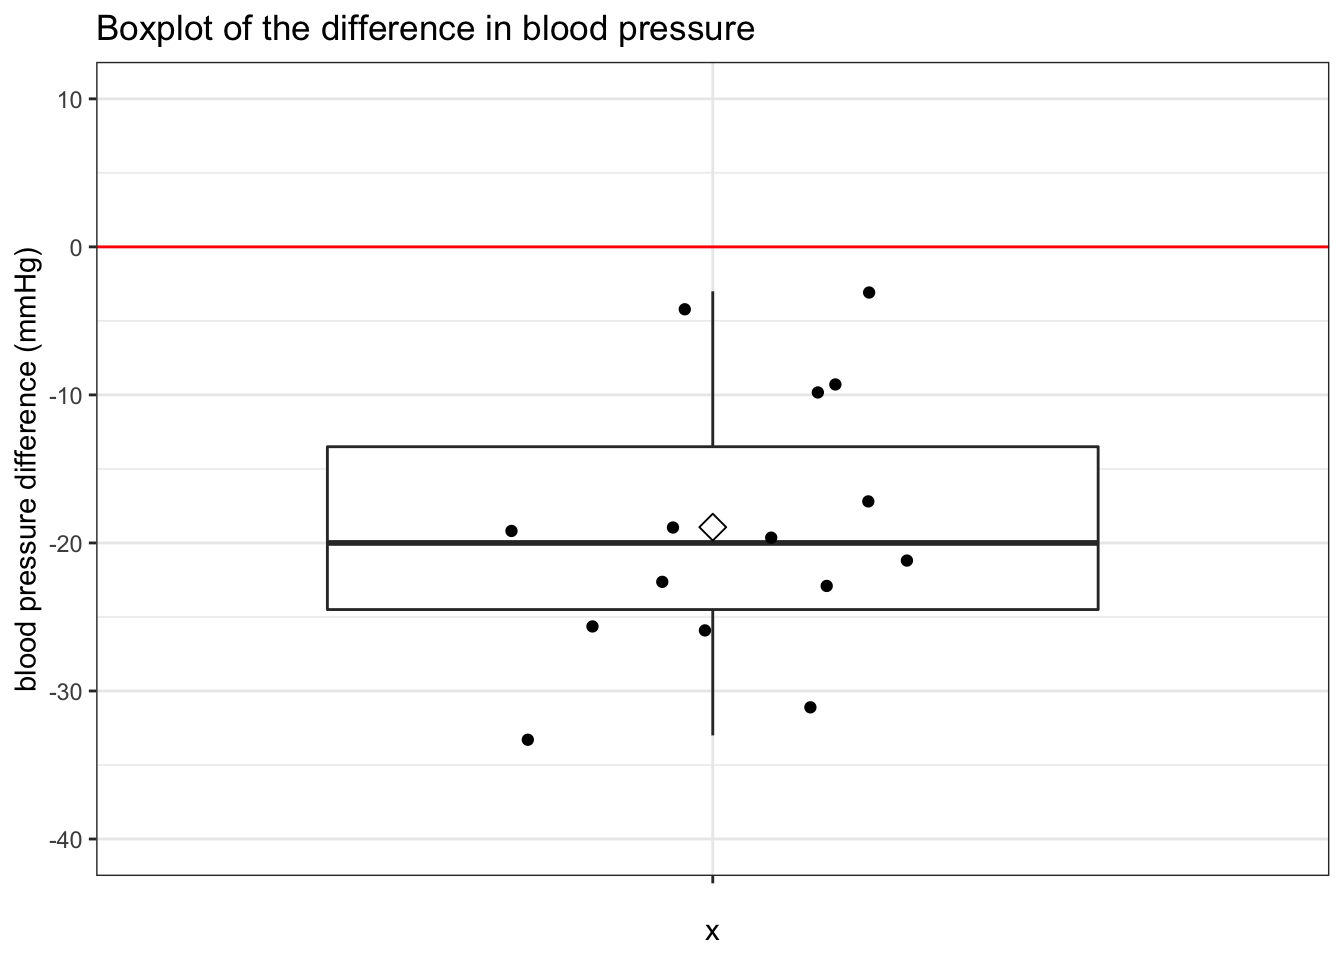 Boxplot of the difference in blood pressure
10
0
-10
-20
-30
-40
blood pressure difference (mmHg)
x